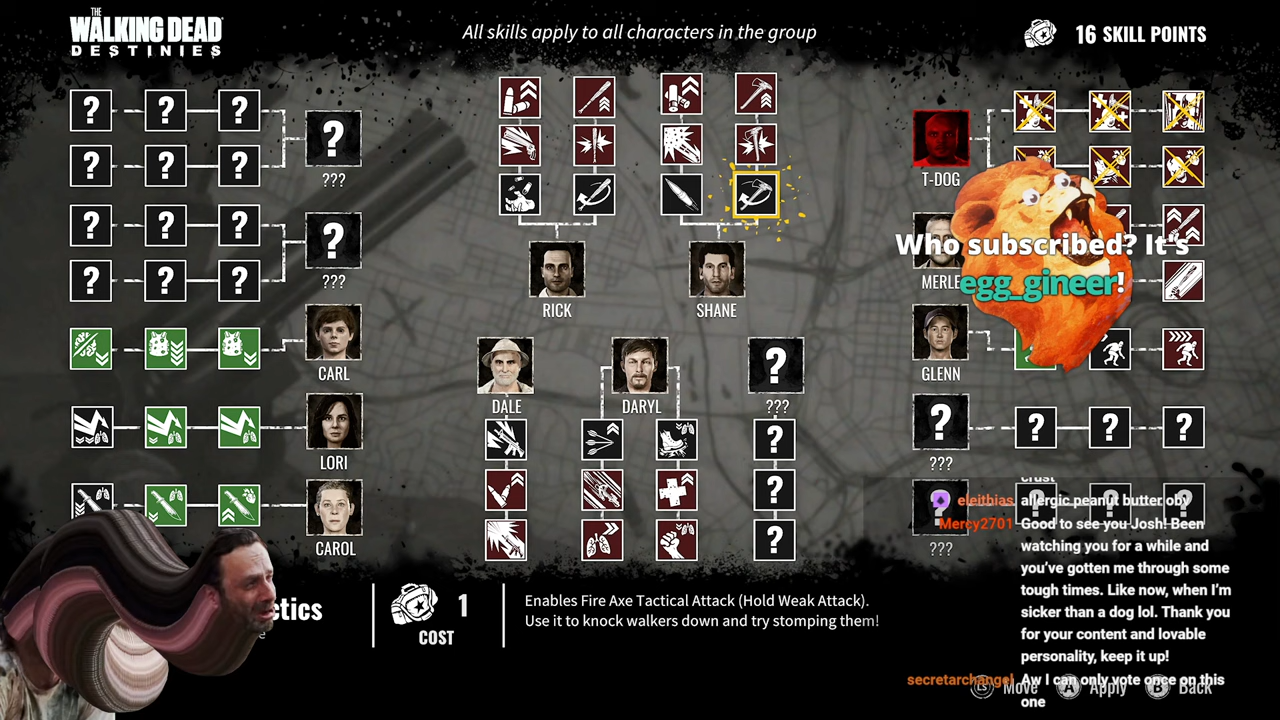 THE
WALKING DEAD
DESTINIES
All skills apply to all characters in the group
16 SKILL POINTS
? ? ? ?
???
? ? ?
? ? ? ?
???
? ? ?
T-DOG
MERLE
Who subscribed? It's
egg_gineer!
RICK
SHANE
CARL
GLENN
DALE
DARYL
?
???
LORI
? ? ? ?
???
?
?
?
CAROL
? ? ? ?
???
crust
eleitbias allergic peanut butter oby
Mercy2701 Good to see you Josh! Been
watching you for a while and
you've gotten me through some
tough times. Like now, when I'm
sicker than a dog lol. Thank you
for your content and lovable
personality, keep it up!
secretarchangel Aw I can only vote once on this
one
ctics
1
COST
Enables Fire Axe Tactical Attack (Hold Weak Attack).
Use it to knock walkers down and try stomping them!
LS Move A Apply B Back